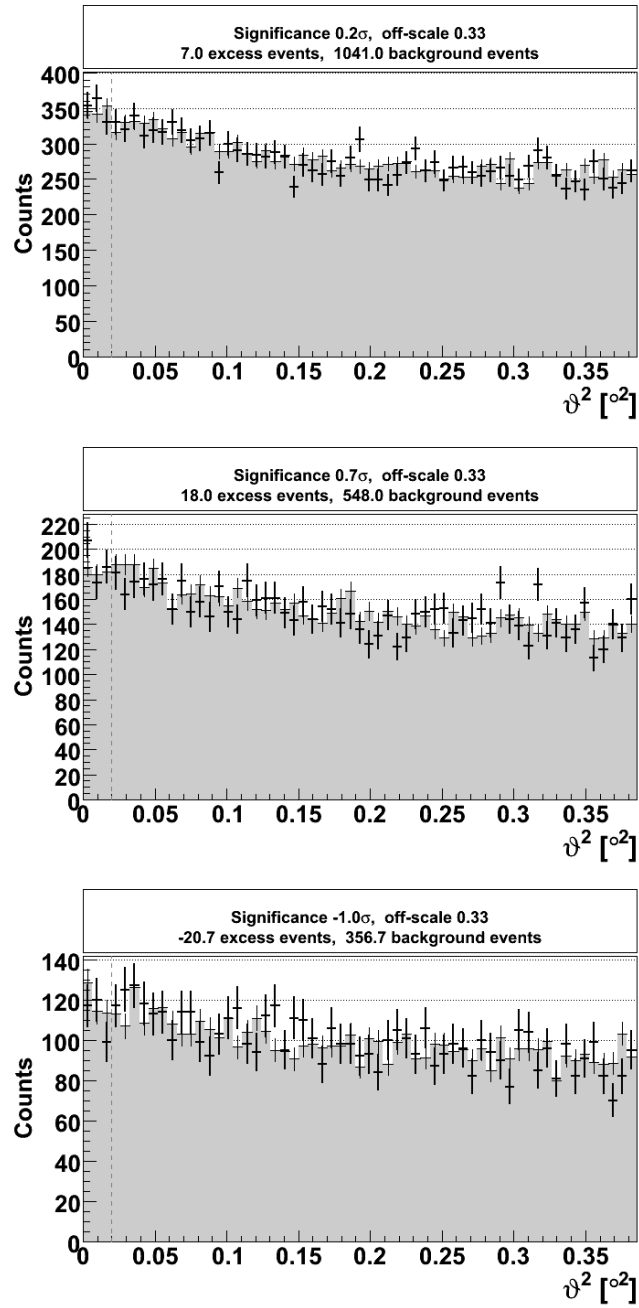 Significance 0.2σ, off-scale 0.33
7.0 excess events, 1041.0 background events
400
350
300
250
200
150
100
50
0
Counts
0 0.05 0.1 0.15 0.2 0.25 0.3 0.35
ϑ² [°²]
Significance 0.7σ, off-scale 0.33
18.0 excess events, 548.0 background events
220
200
180
160
140
120
100
80
60
40
20
0
Counts
0 0.05 0.1 0.15 0.2 0.25 0.3 0.35
ϑ² [°²]
Significance -1.0σ, off-scale 0.33
-20.7 excess events, 356.7 background events
140
120
100
80
60
40
20
0
Counts
0 0.05 0.1 0.15 0.2 0.25 0.3 0.35
ϑ² [°²]